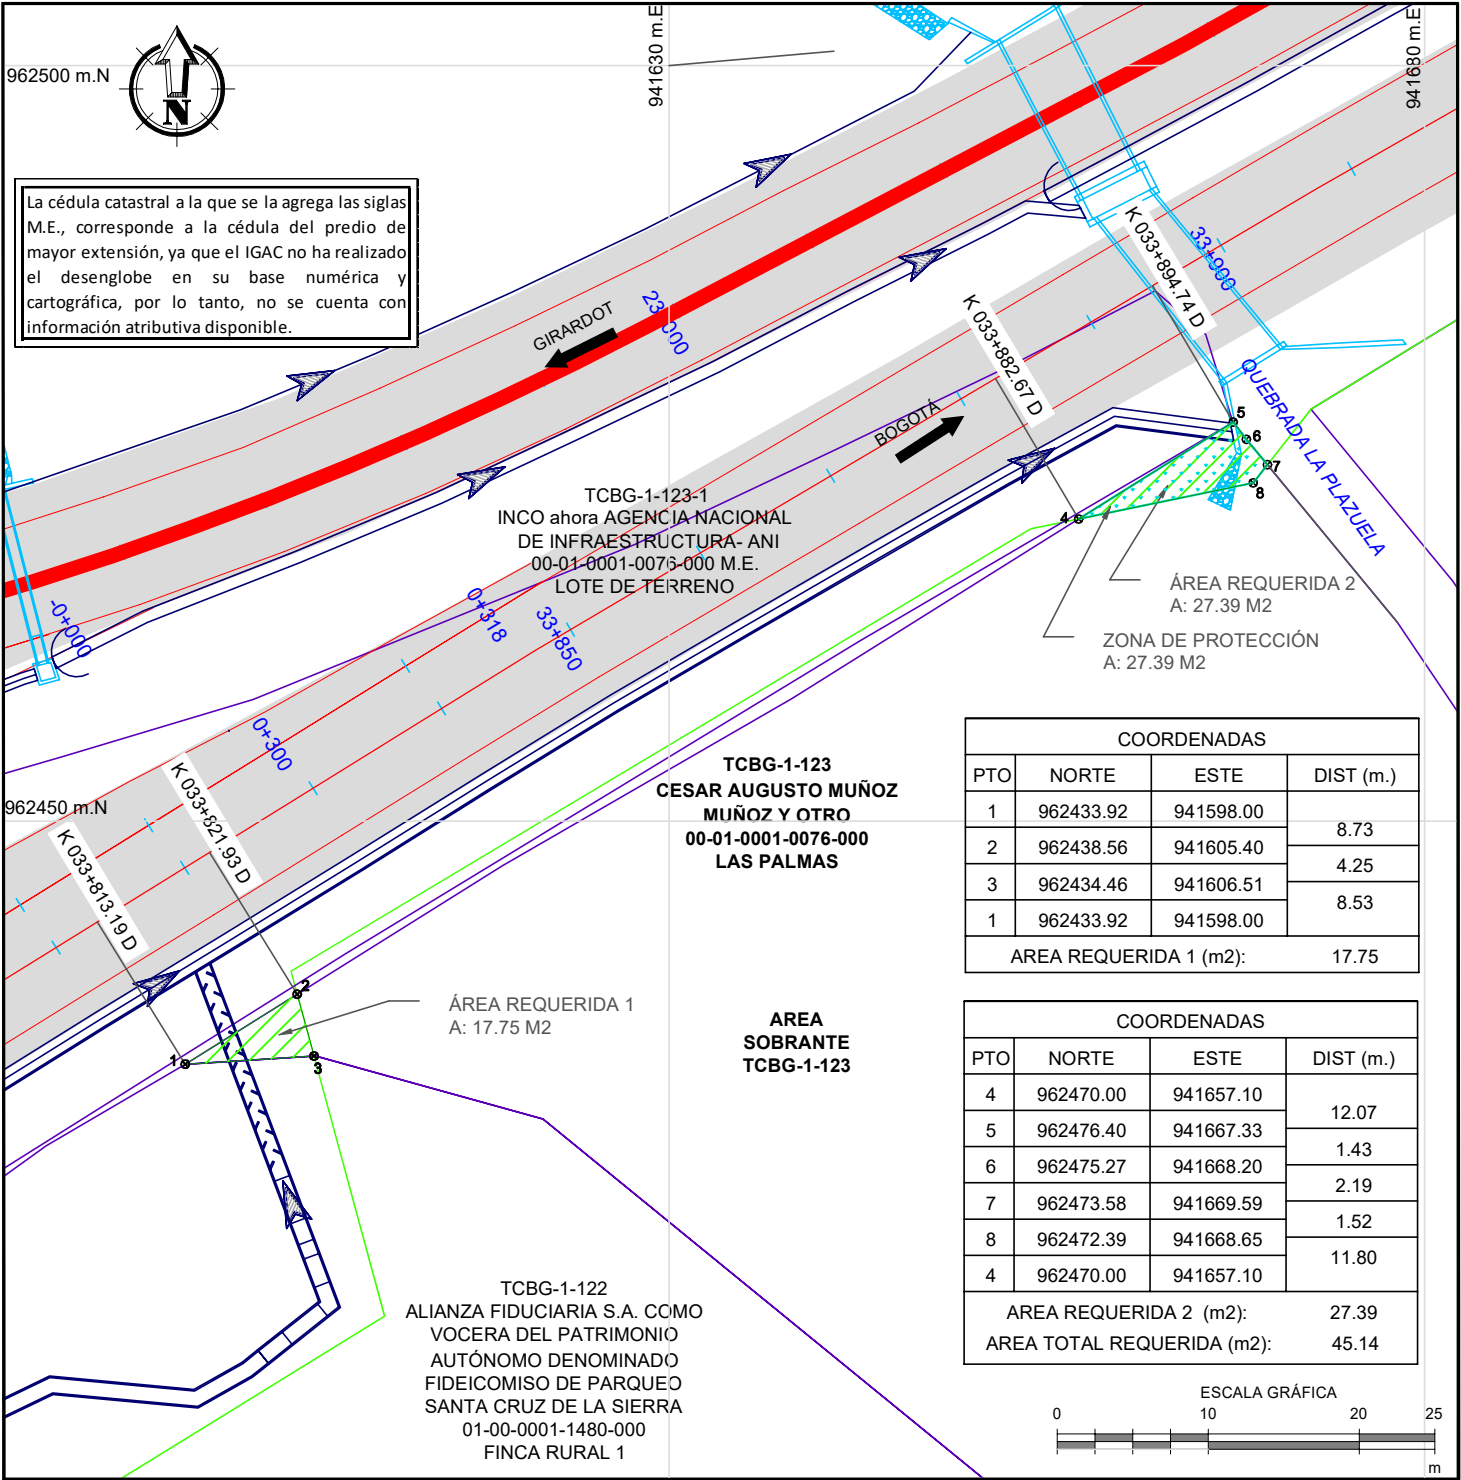 962500 m.N
941630 m.E
941680 m.E
N
La cédula catastral a la que se la agrega las siglas
M.E., corresponde a la cédula del predio de
mayor extensión, ya que el IGAC no ha realizado
el desenglobe en su base numérica y
cartográfica, por lo tanto, no se cuenta con
información atributiva disponible.
GIRARDOT
23+000
K 033+894.74 D
33+900
K 033+882.67 D
BOGOTÁ
QUEBRADA LA PLAZUELA
5
6
7
8
4
TCBG-1-123-1
INCO ahora AGENCIA NACIONAL
DE INFRAESTRUCTURA- ANI
00-01-0001-0076-000 M.E.
LOTE DE TERRENO
ÁREA REQUERIDA 2
A: 27.39 M2
ZONA DE PROTECCIÓN
A: 27.39 M2
-0+000
0+318
33+850
0+300
K 033+821.93 D
K 033+813.19 D
962450 m.N
TCBG-1-123
CESAR AUGUSTO MUÑOZ
MUÑOZ Y OTRO
00-01-0001-0076-000
LAS PALMAS
COORDENADAS
PTO NORTE ESTE DIST (m.)
1 962433.92 941598.00
8.73
2 962438.56 941605.40
4.25
3 962434.46 941606.51
8.53
1 962433.92 941598.00
AREA REQUERIDA 1 (m2): 17.75
2
1
3
ÁREA REQUERIDA 1
A: 17.75 M2
AREA
SOBRANTE
TCBG-1-123
COORDENADAS
PTO NORTE ESTE DIST (m.)
4 962470.00 941657.10
12.07
5 962476.40 941667.33
1.43
6 962475.27 941668.20
2.19
7 962473.58 941669.59
1.52
8 962472.39 941668.65
11.80
4 962470.00 941657.10
AREA REQUERIDA 2 (m2): 27.39
AREA TOTAL REQUERIDA (m2): 45.14
TCBG-1-122
ALIANZA FIDUCIARIA S.A. COMO
VOCERA DEL PATRIMONIO
AUTÓNOMO DENOMINADO
FIDEICOMISO DE PARQUEO
SANTA CRUZ DE LA SIERRA
01-00-0001-1480-000
FINCA RURAL 1
ESCALA GRÁFICA
0 10 20 25
m